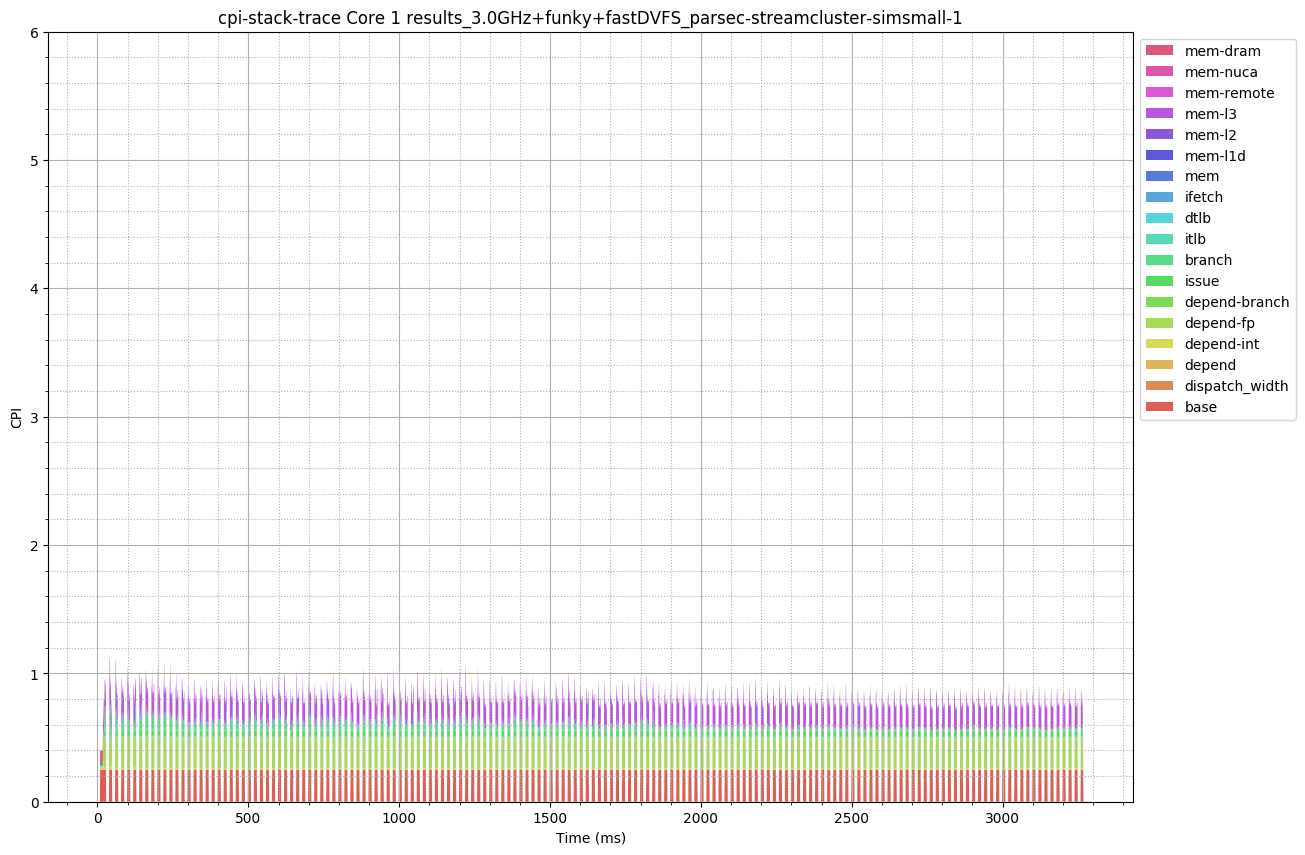 cpi-stack-trace Core 1 results_3.0GHz+funky+fastDVFS_parsec-streamcluster-simsmall-1
6
5
4
3
2
1
0
CPI
0 500 1000 1500 2000 2500 3000
Time (ms)
mem-dram
mem-nuca
mem-remote
mem-l3
mem-l2
mem-l1d
mem
ifetch
dtlb
itlb
branch
issue
depend-branch
depend-fp
depend-int
depend
dispatch_width
base